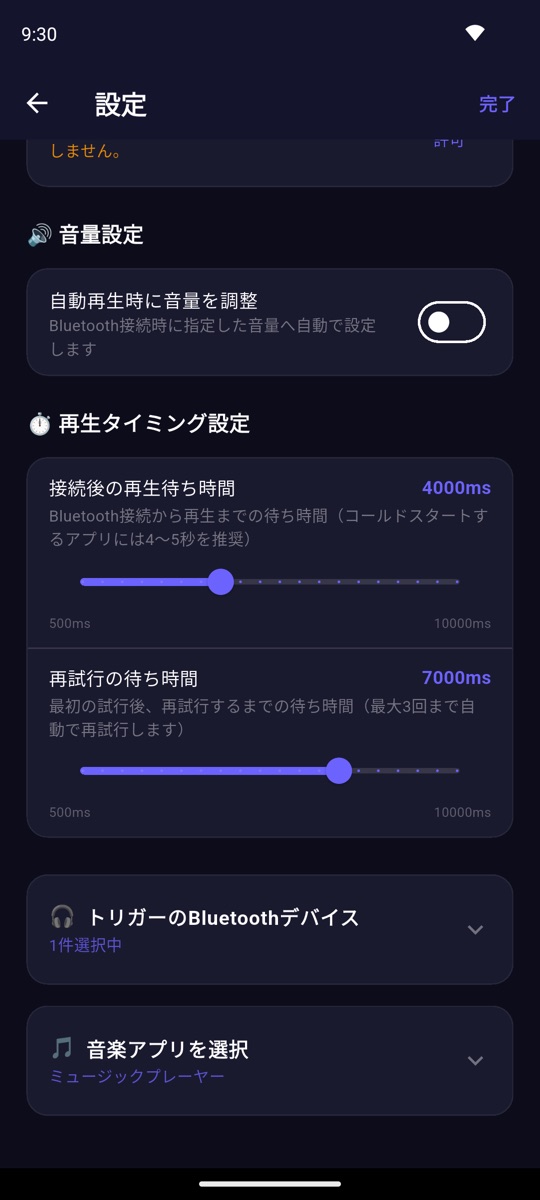 9:30
設定
完了
しません。
許可
🔊 音量設定
自動再生時に音量を調整
Bluetooth接続時に指定した音量へ自動で設定
します
⏱️ 再生タイミング設定
接続後の再生待ち時間
4000ms
Bluetooth接続から再生までの待ち時間（コールドスタートす
るアプリには4〜5秒を推奨）
500ms
10000ms
再試行の待ち時間
7000ms
最初の試行後、再試行するまでの待ち時間（最大3回まで自
動で再試行します）
500ms
10000ms
🎧 トリガーのBluetoothデバイス
1件選択中
🎵 音楽アプリを選択
ミュージックプレーヤー